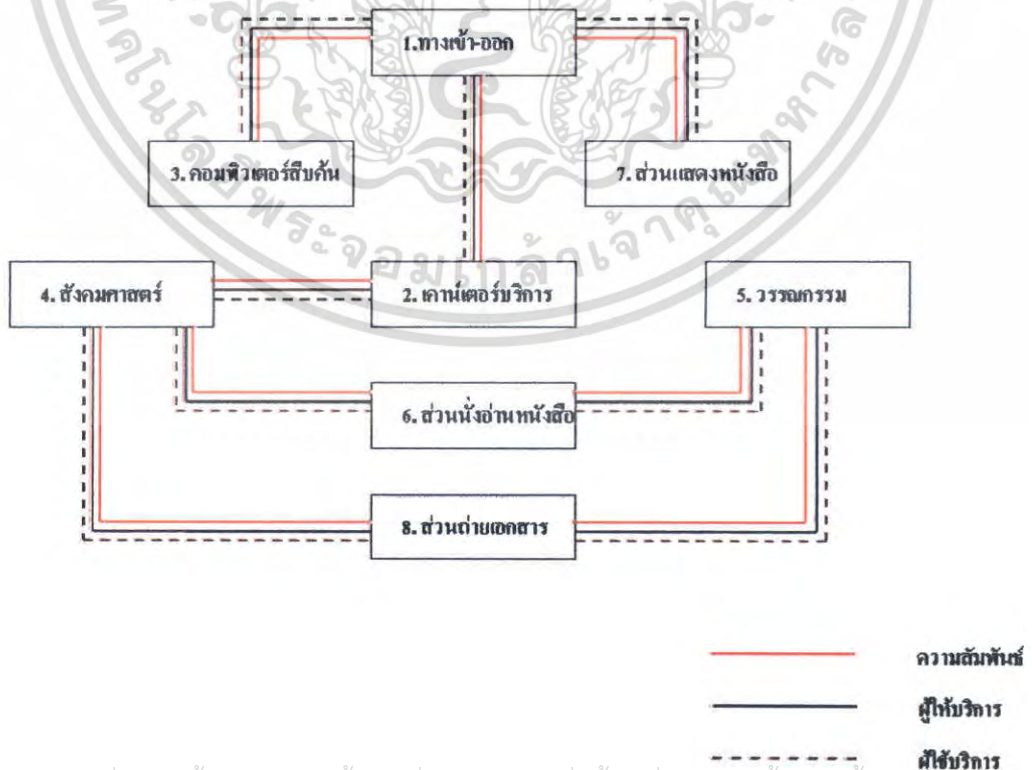 1.ทางเข้า-ออก
3. คอมพิวเตอร์สืบค้น
7. ส่วนแสดงหนังสือ
4. สังคมศาสตร์
2. เคาน์เตอร์บริการ
5. วรรณกรรม
6. ส่วนนั่งอ่านหนังสือ
8. ส่วนถ่ายเอกสาร
ความสัมพันธ์
ผู้ให้บริการ
ผู้ใช้บริการ